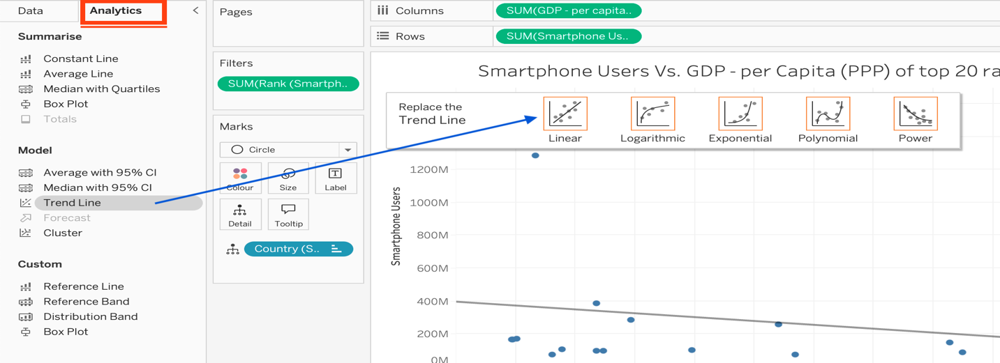 Data
Analytics
Summarise
Constant Line
Average Line
Median with Quartiles
Box Plot
Totals
Model
Average with 95% CI
Median with 95% CI
Trend Line
Forecast
Cluster
Custom
Reference Line
Reference Band
Distribution Band
Box Plot
Pages
Filters
SUM(Rank (Smartph..
Marks
Circle
Colour
Size
Label
Detail
Tooltip
Country (S..
Columns
SUM(GDP - per capita..
Rows
SUM(Smartphone Us..
Smartphone Users Vs. GDP - per Capita (PPP) of top 20 ra
Replace the
Trend Line
Linear
Logarithmic
Exponential
Polynomial
Power
Smartphone Users
1200M
1000M
800M
600M
400M
200M
0M